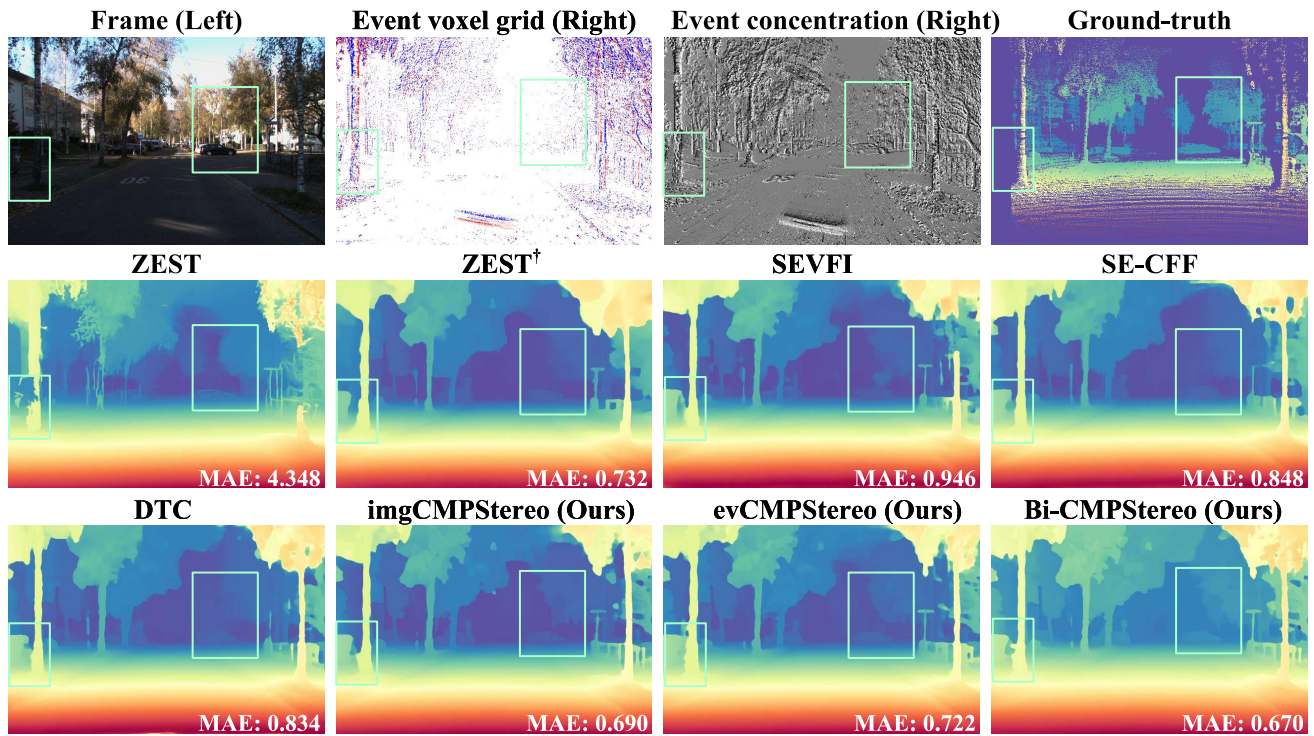 Frame (Left)
Event voxel grid (Right)
Event concentration (Right)
Ground-truth
30
ZEST
ZEST†
SEVFI
SE-CFF
MAE: 4.348
MAE: 0.732
MAE: 0.946
MAE: 0.848
DTC
imgCMPStereo (Ours)
evCMPStereo (Ours)
Bi-CMPStereo (Ours)
MAE: 0.834
MAE: 0.690
MAE: 0.722
MAE: 0.670